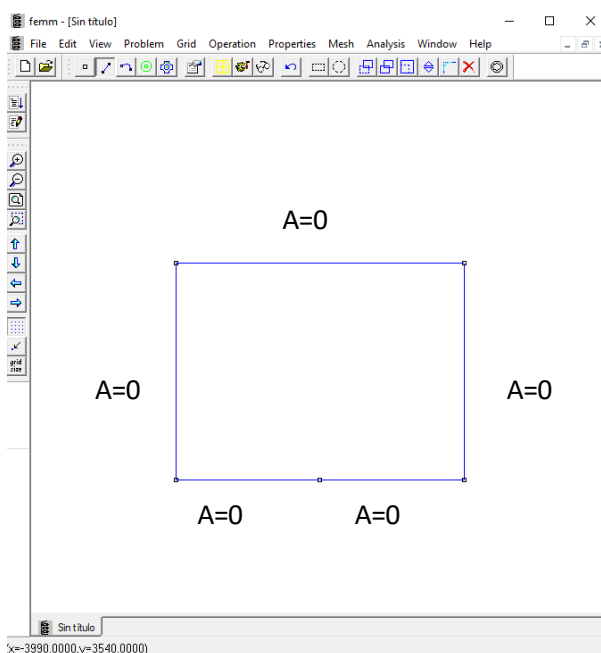 femm - [Sin título]
File Edit View Problem Grid Operation Properties Mesh Analysis Window Help
A=0
A=0 A=0
A=0 A=0
grid
size
Sin título
(x=-3990.0000,y=3540.0000)